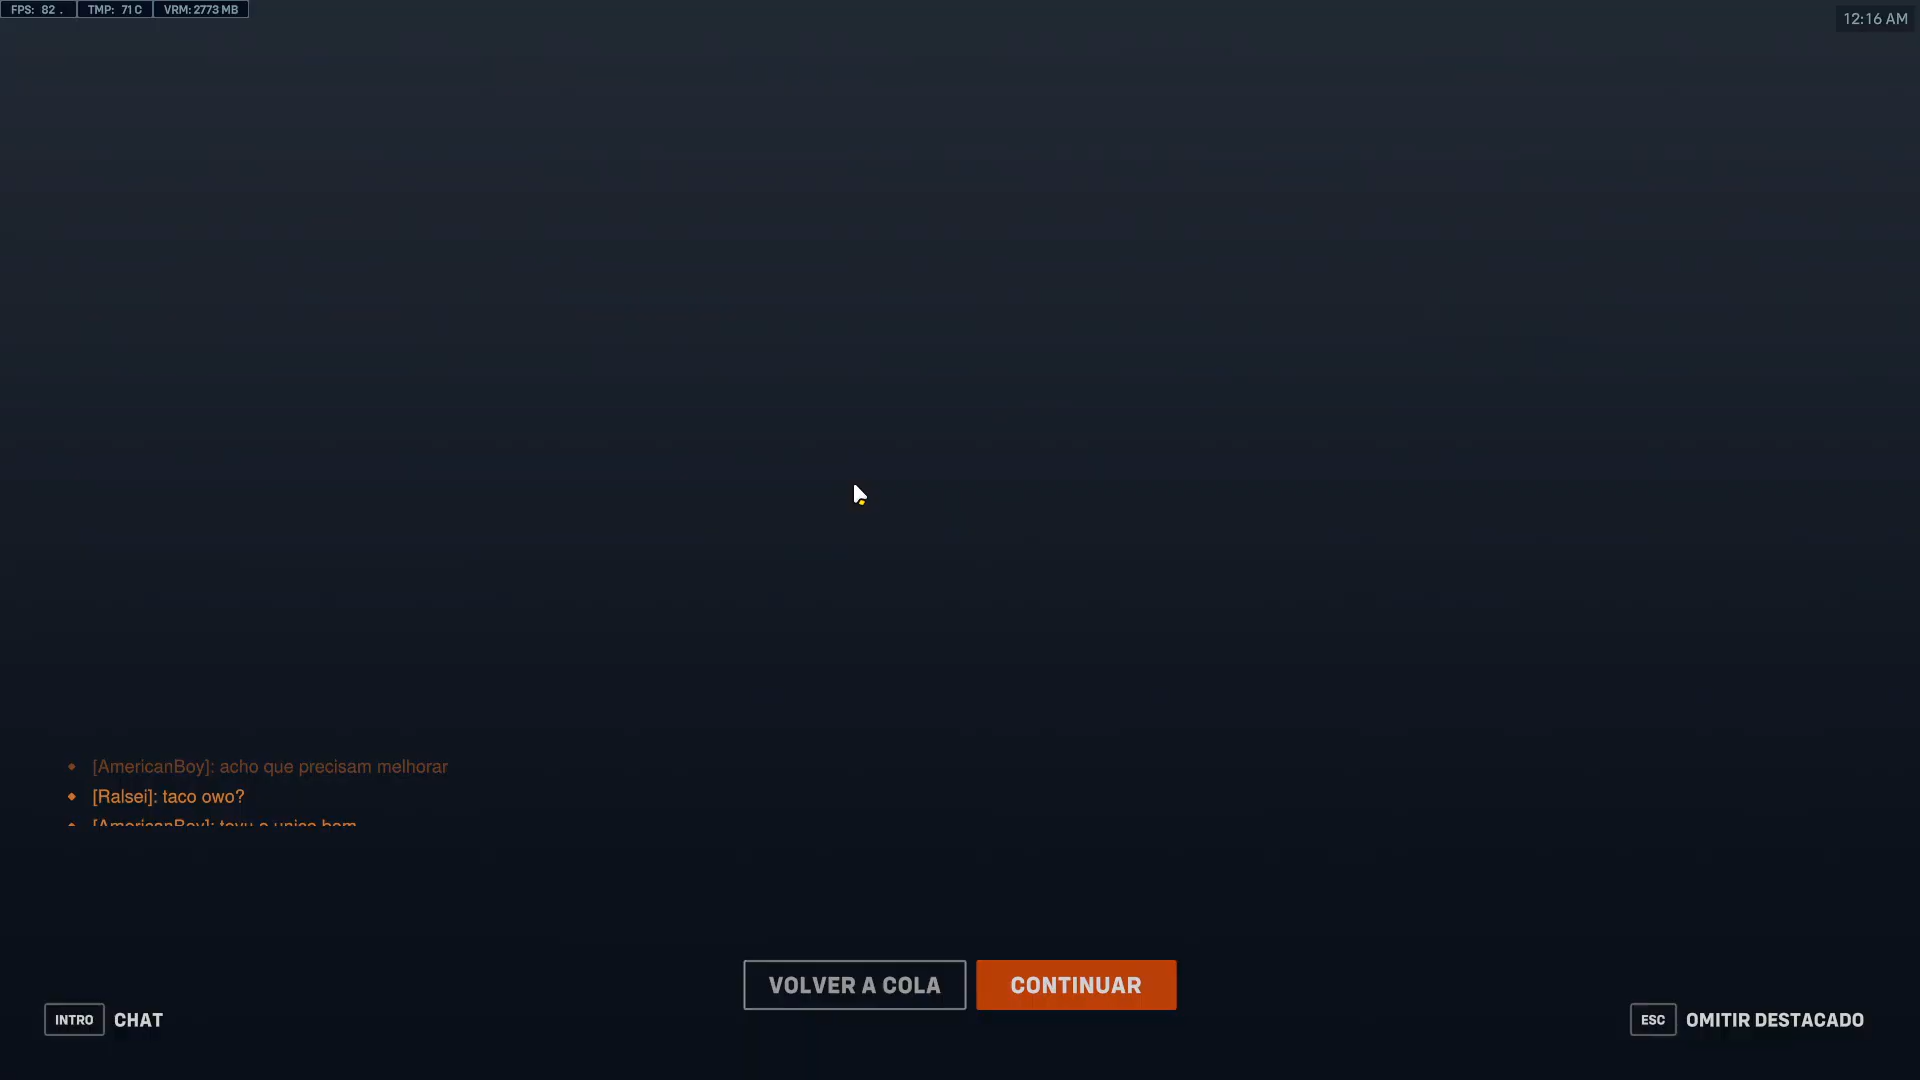 FPS: 82 . TMP: 71 C VRM: 2773 MB
12:16 AM
[AmericanBoy]: acho que precisam melhorar
[Ralsei]: taco owo?
[AmericanBoy]:
VOLVER A COLA CONTINUAR
INTRO CHAT
ESC OMITIR DESTACADO